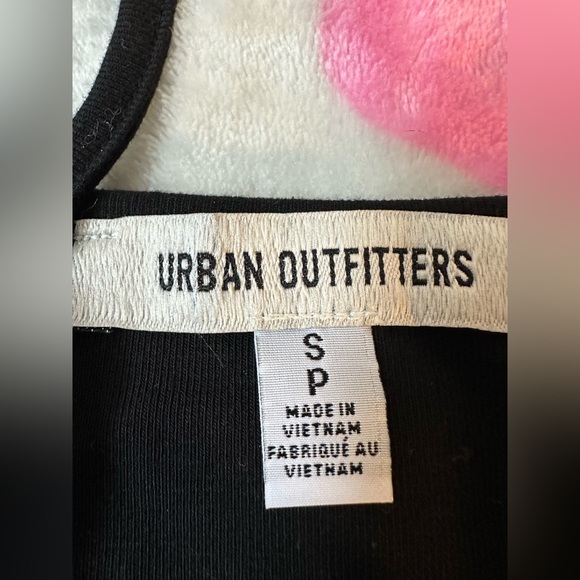 URBAN OUTFITTERS
S
P
MADE IN
VIETNAM
FABRIQUÉ AU
VIETNAM